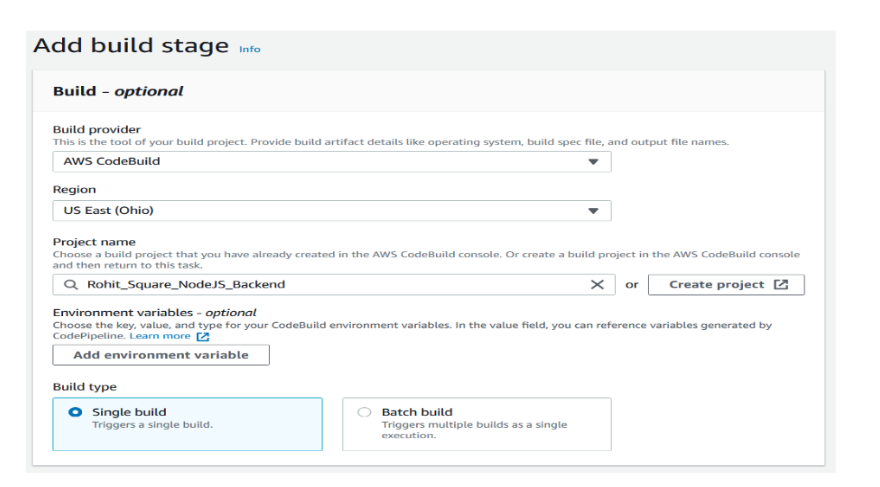 Add build stage Info
Build – optional
Build provider
This is the tool of your build project. Provide build artifact details like operating system, build spec file, and output file names.
AWS CodeBuild
Region
US East (Ohio)
Project name
Choose a build project that you have already created in the AWS CodeBuild console. Or create a build project in the AWS CodeBuild console
and then return to this task.
Rohit_Square_NodeJS_Backend or Create project
Environment variables - optional
Choose the key, value, and type for your CodeBuild environment variables. In the value field, you can reference variables generated by
CodePipeline. Learn more
Add environment variable
Build type
Single build
Triggers a single build.
Batch build
Triggers multiple builds as a single
execution.